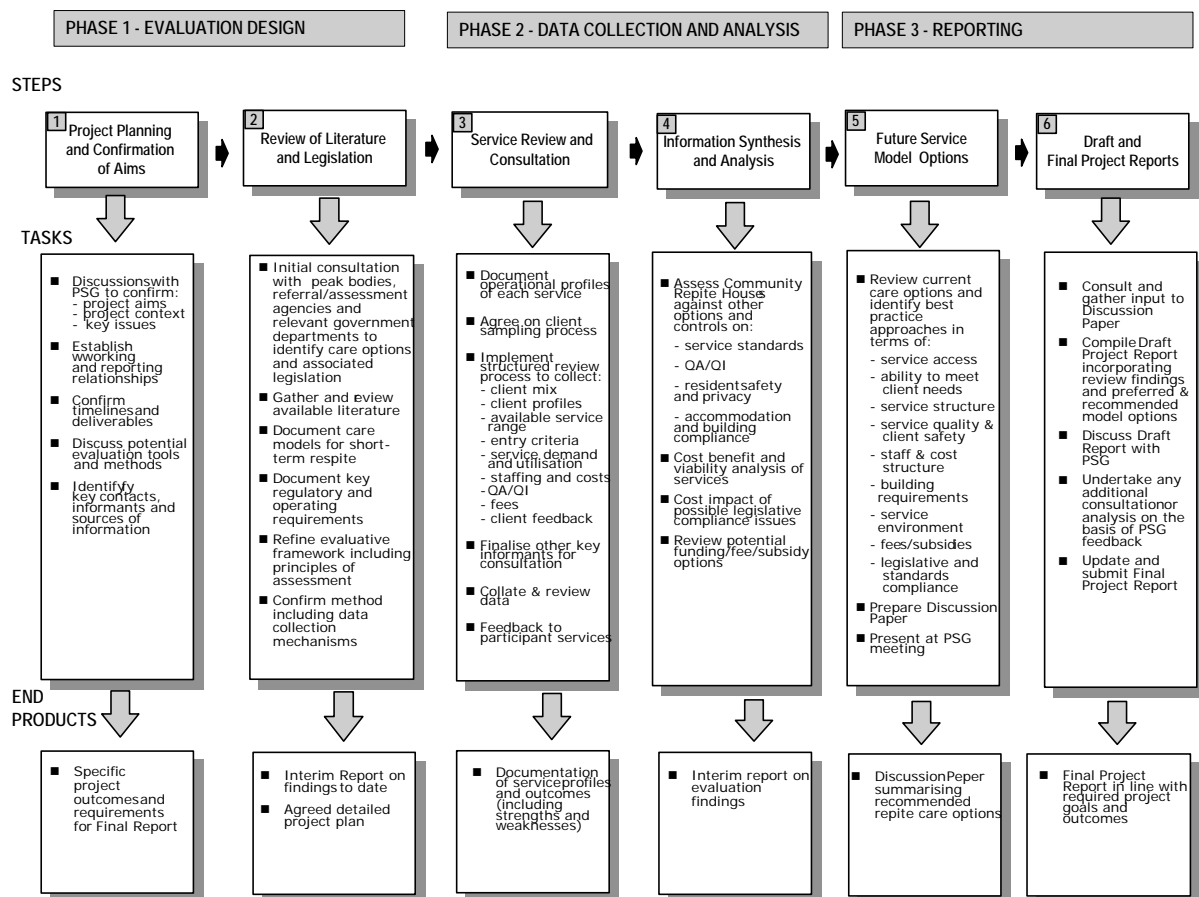 PHASE 1 - EVALUATION DESIGN
PHASE 2 - DATA COLLECTION AND ANALYSIS
PHASE 3 - REPORTING
STEPS
1
Project Planning
and Confirmation
of Aims
2
Review of Literature
and Legislation
3
Service Review and
Consultation
4
Information Synthesis
and Analysis
5
Future Service
Model Options
6
Draft and
Final Project Reports
TASKS
■ Discussionswith
PSG to confirm:
- project aims
- project context
- key issues
■ Establish
wworking
and reporting
relationships
■ Confirm
timelinesand
deliverables
■ Discuss potential
evaluation tools
and methods
■ Identiffy
key contacts,
informants and
sources of
information
■ Initial consultation
with peak bodies,
referral/assessment
agencies and
relevant government
departments to
identify care options
and associated
legislation
■ Gather and review
available literature
■ Document care
models for short-
term respite
■ Document key
regulatory and
operating
requirements
■ Refine evaluative
framework including
principles of
assessment
■ Confirm method
including data
collection
mechanisms
■ Document
operational profiles
of each service
■ Agree on client
sampling process
■ Implement
structured review
process to collect:
- client mix
- client profiles
- available service
range
- entry criteria
- service demand
and utilisation
- staffing and costs
-QA/QI
- fees
- client feedback
■ Finalise other key
informants for
consultation
■ Collate & review
data
■ Feedback to
participant services
■ Assess Community
Repite Houses
against other
options and
controls on:
- service standards
- QA/QI
- residentsafety
and privacy
- accommodation
and building
compliance
■ Cost benefit and
viability analysis of
services
■ Cost impact of
possible legislative
compliance issues
■ Review potential
funding/fee/subsidy
options
■ Review current
care options and
identify best
practice
approaches in
terms of:
- service access
- ability to meet
client needs
- service structure
- service quality &
client safety
- staff & cost
structure
- building
requirements
- service
environment
- fees/subsidies
- legislative and
standards
compliance
■ Prepare Discussion
Paper
■ Present at PSG
meeting
■ Consult and
gather input to
Discussion
Paper
■ Compile Draft
Project Report
incorporating
review findings
and preferred &
recommended
model options
■ Discuss Draft
Report with
PSG
■ Undertake any
additional
consultationor
analysis on the
basis of PSG
feedback
■ Update and
submit Final
Project Report
END
PRODUCTS
■ Specific
project
outcomesand
requirements
for Final Report
■ Interim Report on
findings to date
■ Agreed detailed
project plan
■ Documentation
of serviceprofiles
and outcomes
(including
strengths and
weaknesses)
■ Interim report on
evaluation
findings
■ DiscussionPeper
summarising
recommended
repite care options
■ Final Project
Report in line with
required project
goals and
outcomes